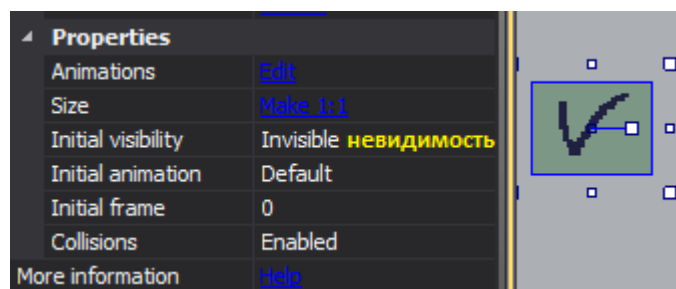 Properties
Animations Edit
Size Make 1:1
Initial visibility Invisible невидимость
Initial animation Default
Initial frame 0
Collisions Enabled
More information Help